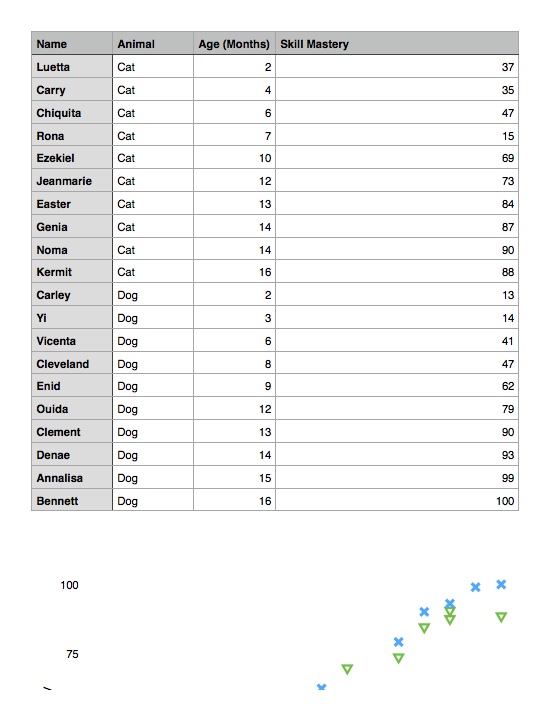 Name Animal Age (Months) Skill Mastery
Luetta Cat 2 37
Carry Cat 4 35
Chiquita Cat 6 47
Rona Cat 7 15
Ezekiel Cat 10 69
Jeanmarie Cat 12 73
Easter Cat 13 84
Genia Cat 14 87
Noma Cat 14 90
Kermit Cat 16 88
Carley Dog 2 13
Yi Dog 3 14
Vicenta Dog 6 41
Cleveland Dog 8 47
Enid Dog 9 62
Ouida Dog 12 79
Clement Dog 13 90
Denae Dog 14 93
Annalisa Dog 15 99
Bennett Dog 16 100
100
75